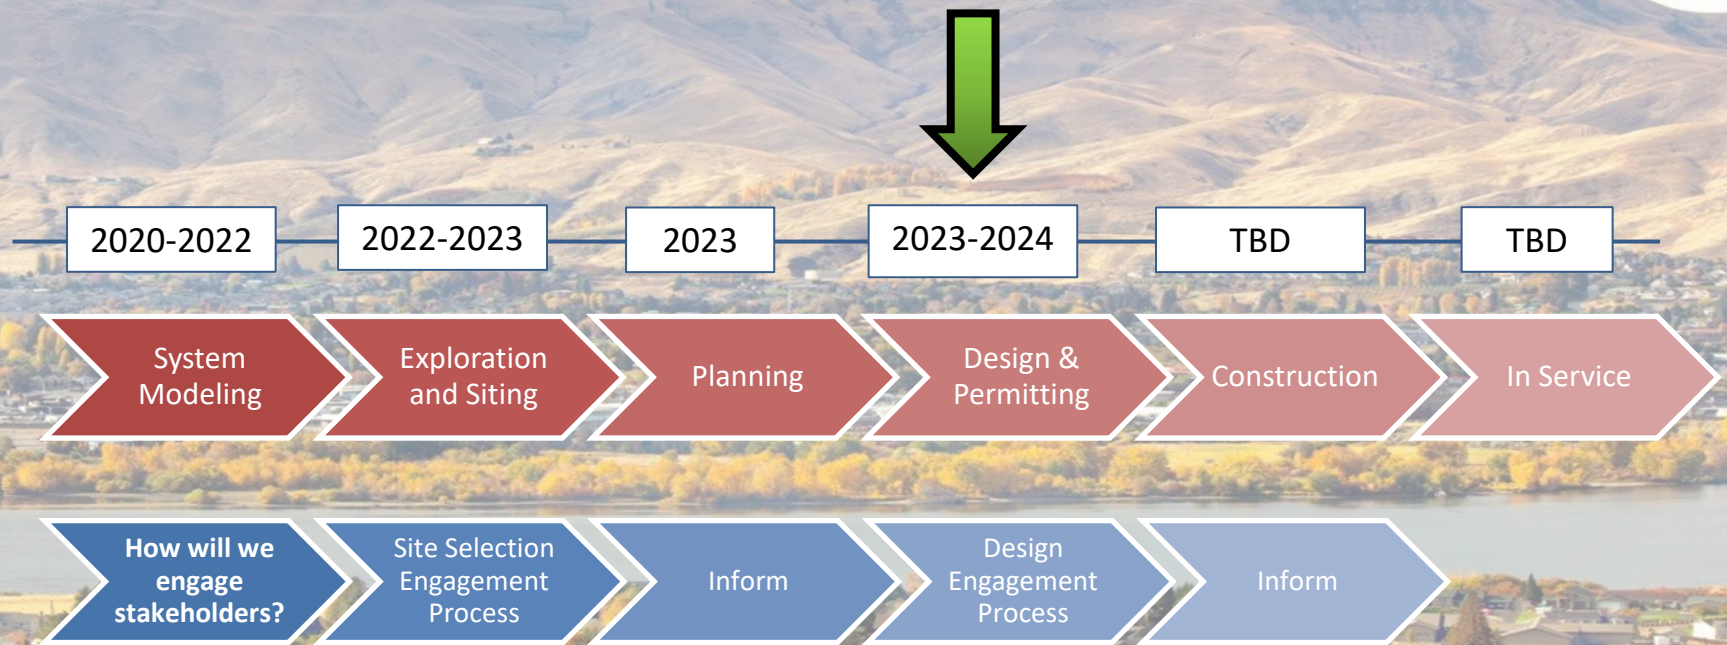 2020-2022
2022-2023
2023
2023-2024
TBD
TBD
System
Modeling
Exploration
and Siting
Planning
Design &
Permitting
Construction
In Service
How will we
engage
stakeholders?
Site Selection
Engagement
Process
Inform
Design
Engagement
Process
Inform